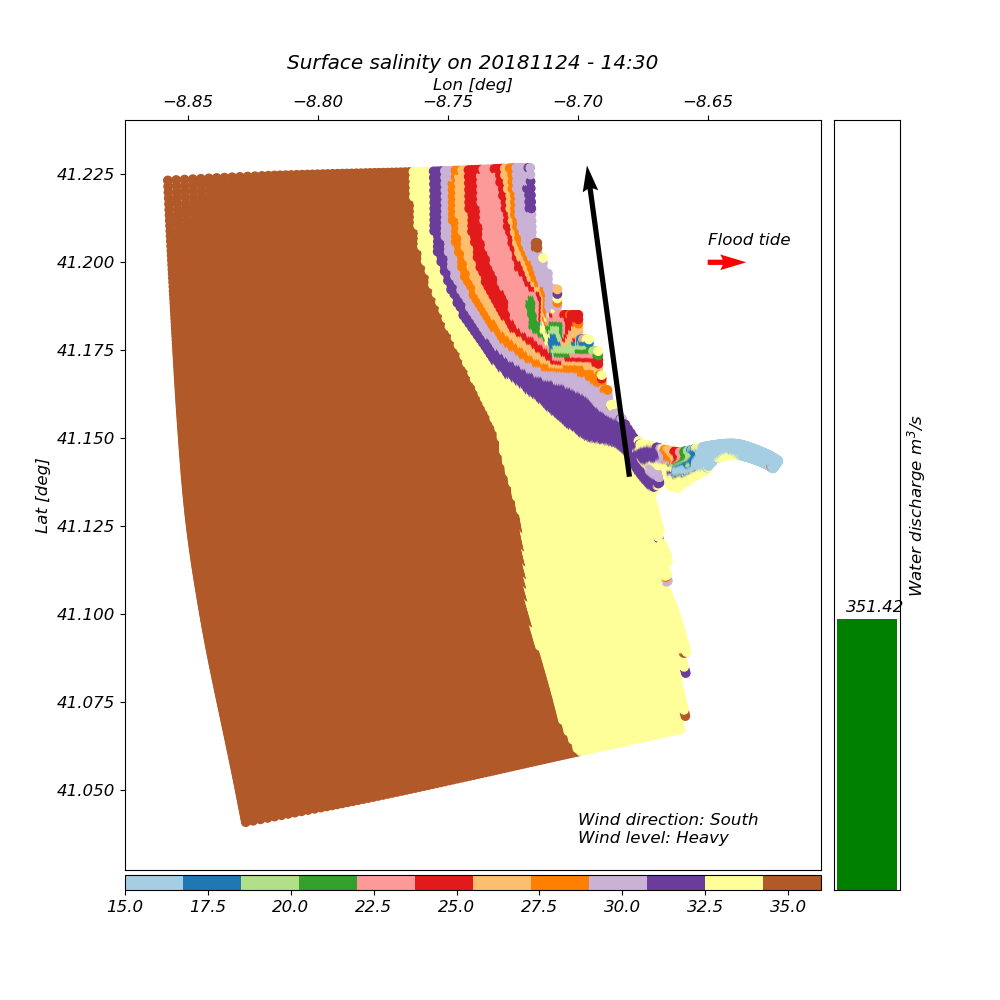 Surface salinity on 20181124 - 14:30
Lon [deg]
−8.85 −8.80 −8.75 −8.70 −8.65
41.225
41.200
41.175
41.150
41.125
41.100
41.075
41.050
Lat [deg]
Flood tide
Wind direction: South
Wind level: Heavy
351.42
Water discharge m³/s
15.0 17.5 20.0 22.5 25.0 27.5 30.0 32.5 35.0